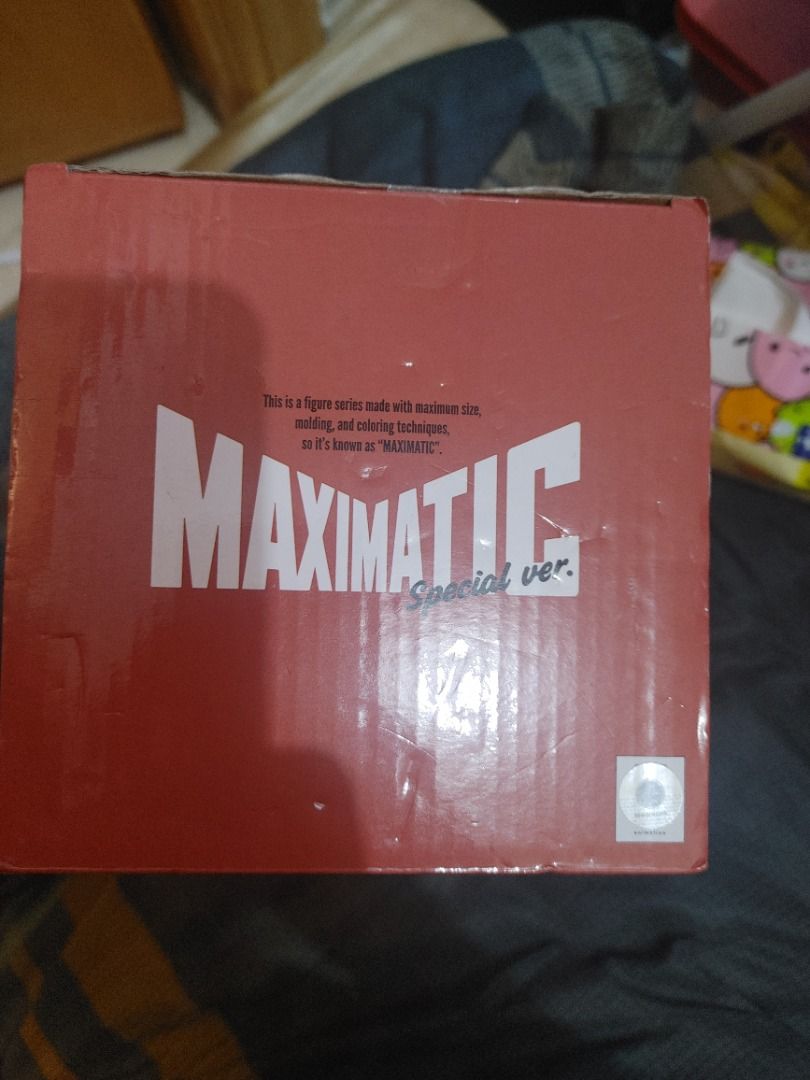 This is a figure series made with maximum size,
molding, and coloring techniques,
so it's known as "MAXIMATIC".
MAXIMATIC
Special ver.